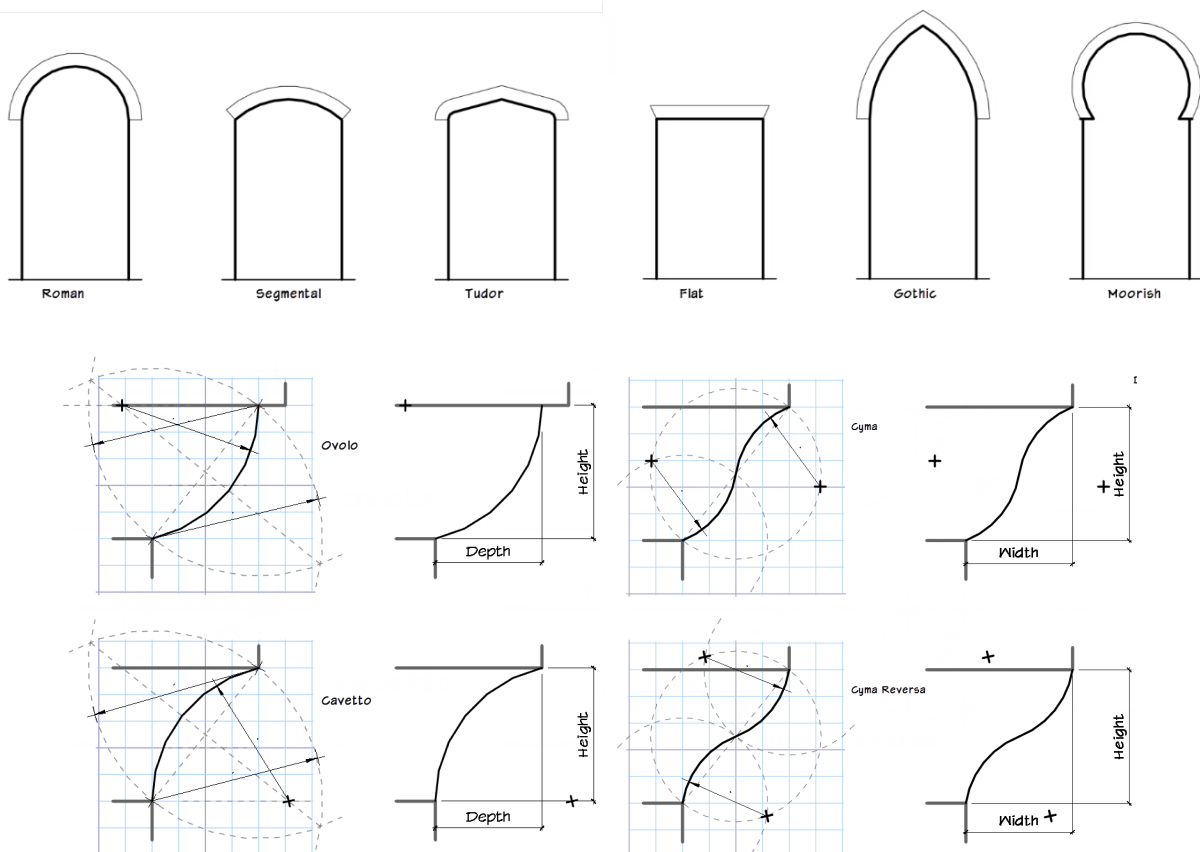 Roman
Segmental
Tudor
Flat
Gothic
Moorish
Ovolo
Height
Depth
Cyma
Height
Width
Cavetto
Height
Depth
Cyma Reversa
Height
Width